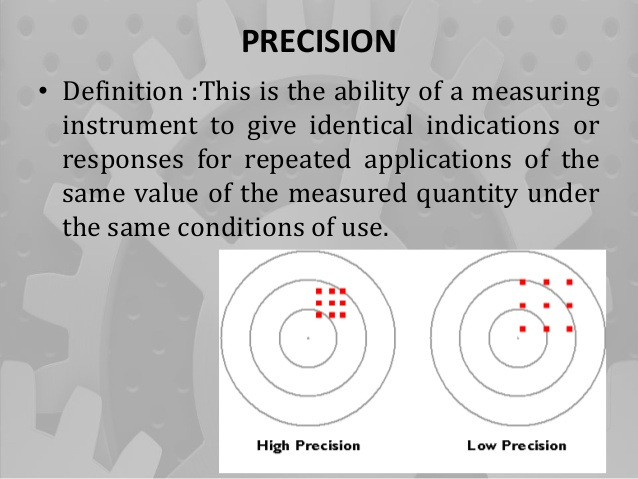 PRECISION
• Definition :This is the ability of a measuring
instrument to give identical indications or
responses for repeated applications of the
same value of the measured quantity under
the same conditions of use.
High Precision
Low Precision